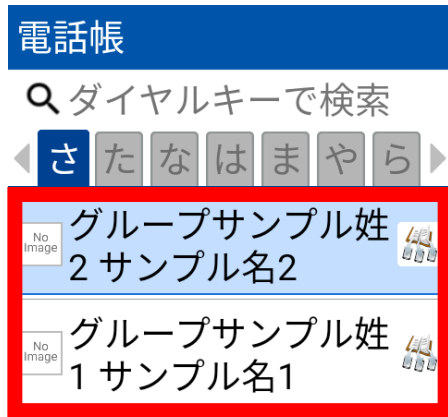 電話帳
ダイヤルキーで検索
さ た な は ま や ら
No
Image
グループサンプル姓
2 サンプル名2
No
Image
グループサンプル姓
1 サンプル名1